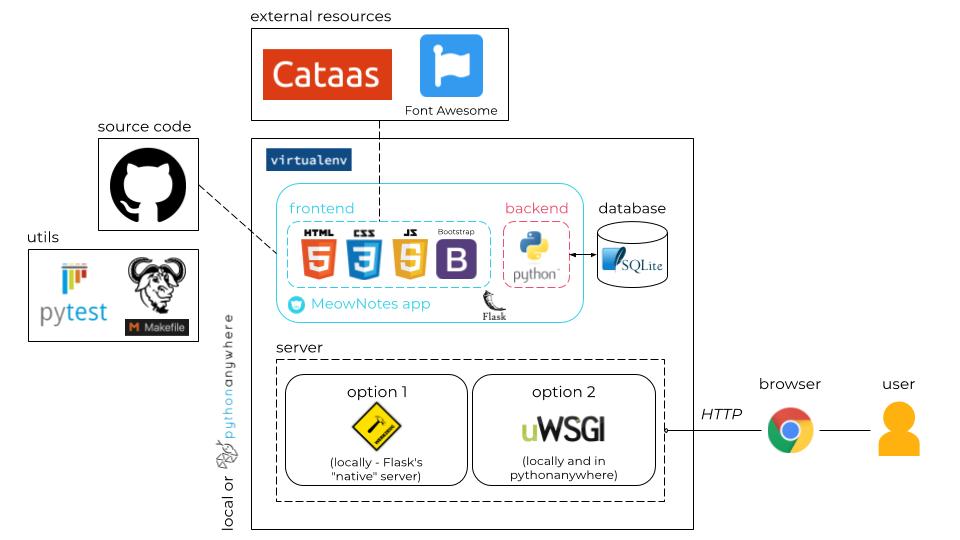 external resources
Cataas
Font Awesome
source code
virtualenv
utils
frontend
backend
database
HTML
CSS
JS
Bootstrap
5
3
S
B
python
SQLite
pytest
M Makefile
MeowNotes app
Flask
server
option 1
option 2
uWSGI
(locally - Flask's
"native" server)
(locally and in
pythonanywhere)
local or pythonanywhere
HTTP
browser
user